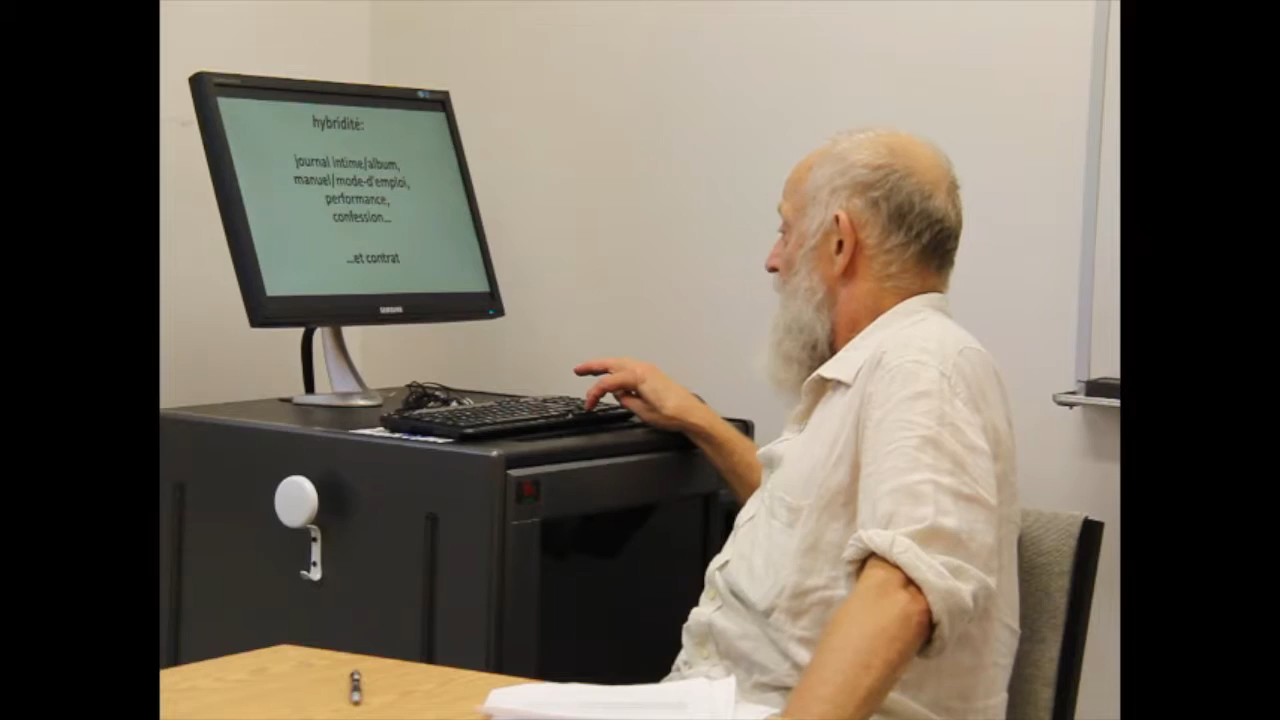 hybridité:
journal intime/album,
manuel/mode-d'emploi,
performance,
confession...
...et contrat
SAMSUNG